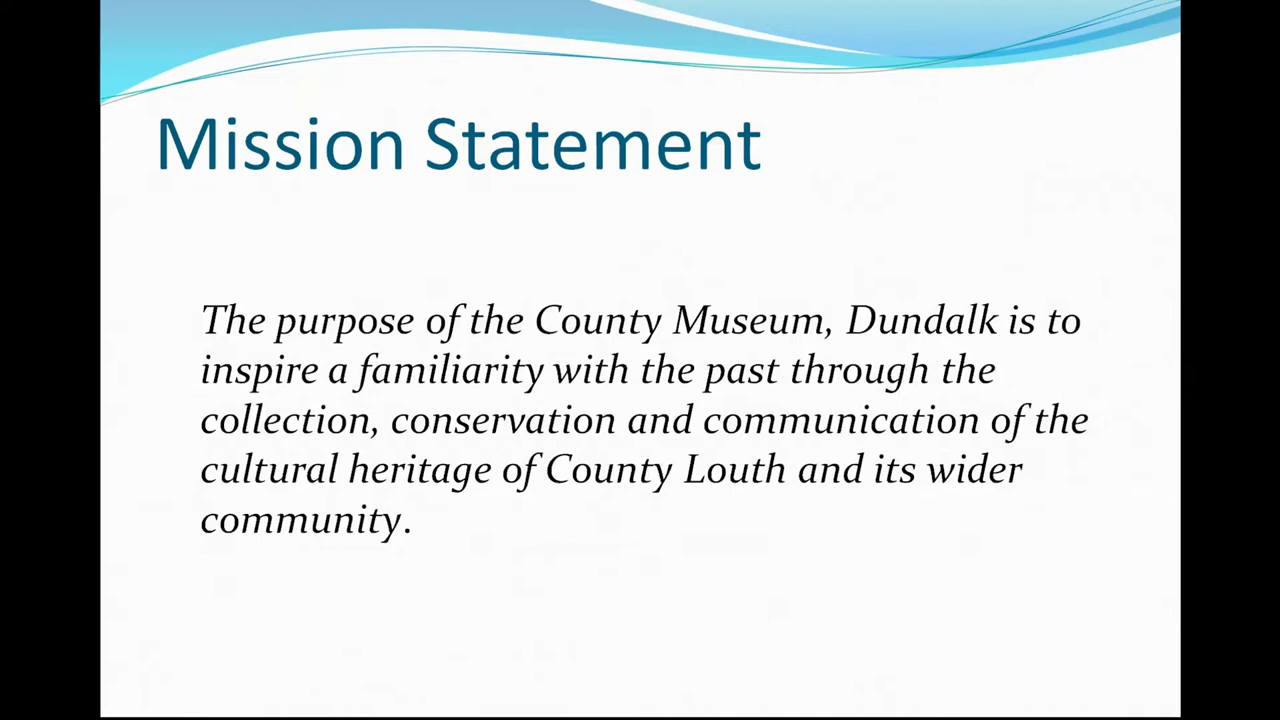 Mission Statement
The purpose of the County Museum, Dundalk is to
inspire a familiarity with the past through the
collection, conservation and communication of the
cultural heritage of County Louth and its wider
community.